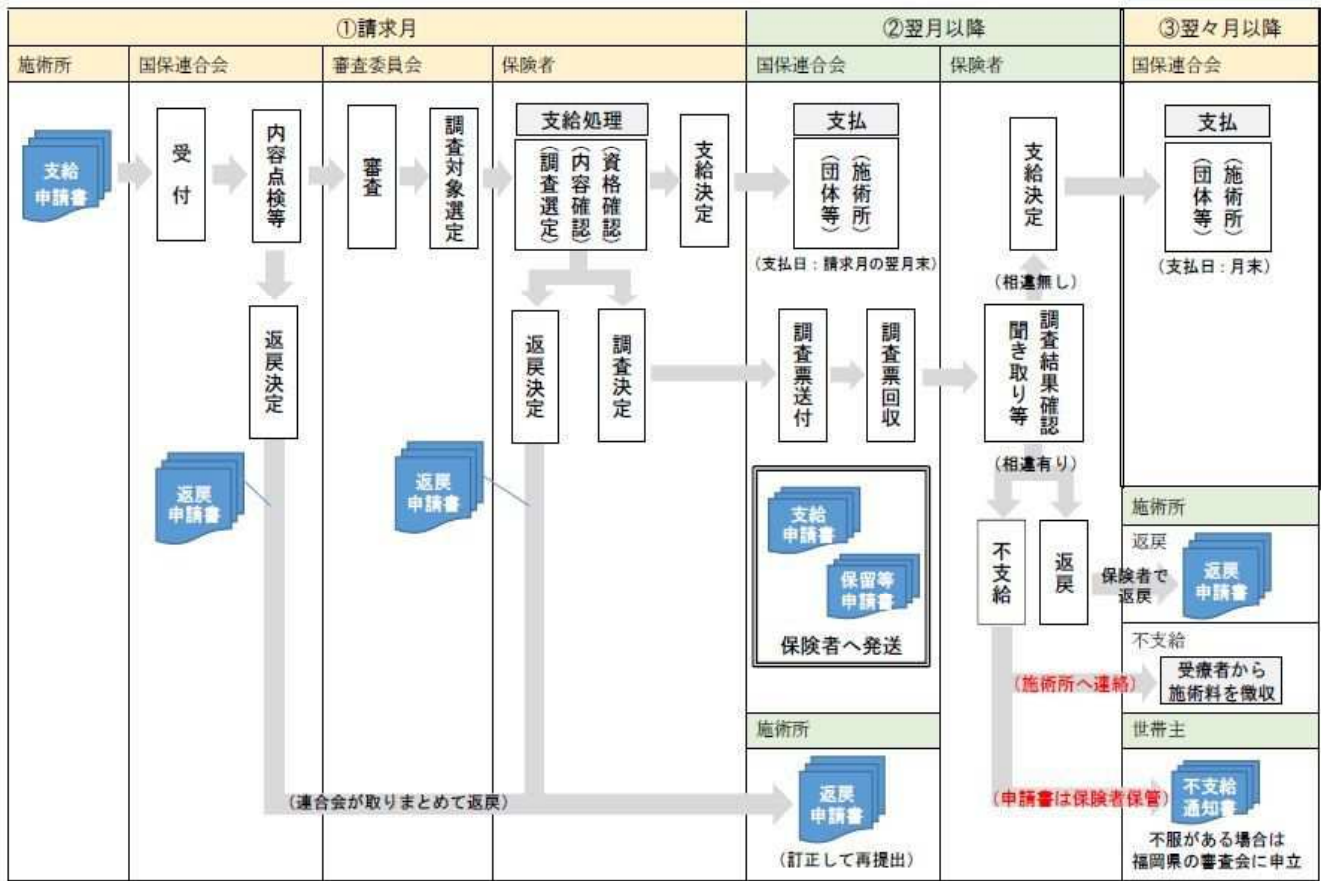 ①請求月
②翌月以降
③翌々月以降
施術所
国保連合会
審査委員会
保険者
国保連合会
保険者
国保連合会
支給
申請書
受付
内容点検等
審査
調査対象選定
支給処理
（資格確認）
（内容確認）
（調査選定）
支給決定
支払
（施術所）
（団体等）
（支払日：請求月の翌月末）
支給決定
支払
（施術所）
（団体等）
（支払日：月末）
（相違無し）
返戻決定
返戻決定
調査決定
調査票送付
調査票回収
調査結果確認
聞き取り等
（相違有り）
返戻
申請書
返戻
申請書
支給
申請書
保留等
申請書
保険者へ発送
不支給
返戻
保険者で
返戻
施術所
返戻
返戻
申請書
不支給
（施術所へ連絡）
受療者から
施術料を徴収
施術所
世帯主
（連合会が取りまとめて返戻）
返戻
申請書
（訂正して再提出）
（申請書は保険者保管）
不支給
通知書
不服がある場合は
福岡県の審査会に申立